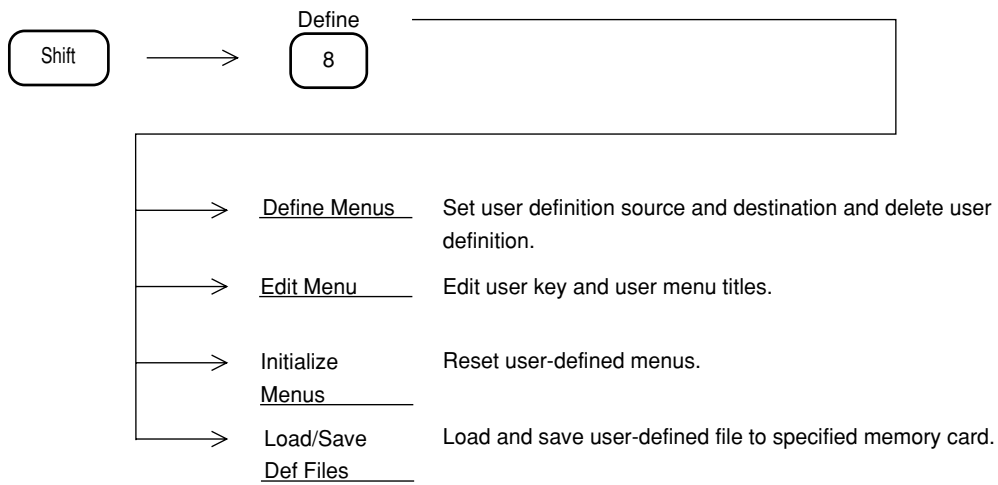 Define
Shift
8
Define Menus
Set user definition source and destination and delete user
definition.
Edit Menu
Edit user key and user menu titles.
Initialize
Menus
Reset user-defined menus.
Load/Save
Def Files
Load and save user-defined file to specified memory card.